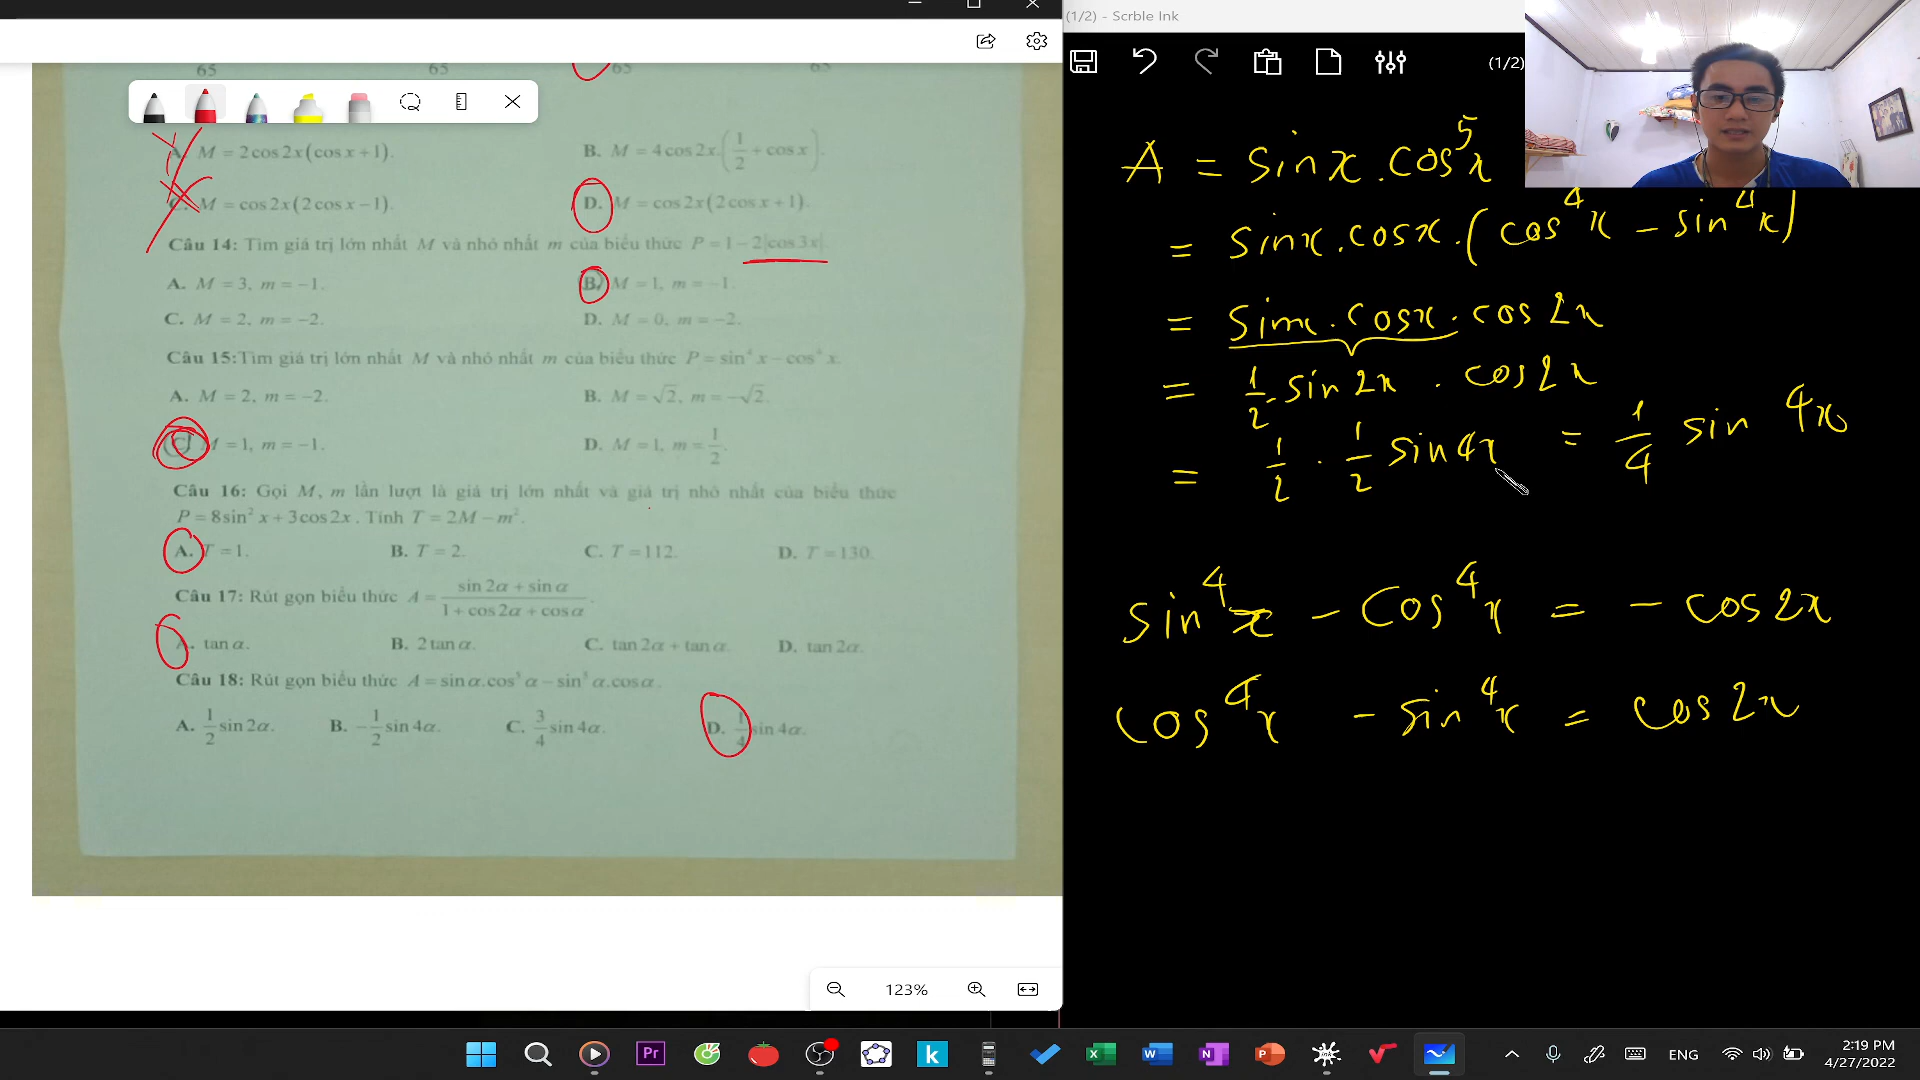 (1/2) - Scrble Ink
(1/2)
65 65 65 65
A. M = 2cos2x(cosx+1).
B. M = 4cos2x.(1/2 + cosx).
C. M = cos2x(2cosx−1).
D. M = cos2x(2cosx+1).
Câu 14: Tìm giá trị lớn nhất M và nhỏ nhất m của biểu thức P = 1 − 2|cos3x|.
A. M = 3, m = −1.
B. M = 1, m = −1.
C. M = 2, m = −2.
D. M = 0, m = −2.
Câu 15:Tìm giá trị lớn nhất M và nhỏ nhất m của biểu thức P = sin⁴x − cos⁴x.
A. M = 2, m = −2.
B. M = √2, m = −√2.
C. M = 1, m = −1.
D. M = 1, m = 1/2.
Câu 16: Gọi M, m lần lượt là giá trị lớn nhất và giá trị nhỏ nhất của biểu thức
P = 8sin²x + 3cos2x. Tính T = 2M − m².
A. T = 1.
B. T = 2.
C. T = 112.
D. T = 130.
Câu 17: Rút gọn biểu thức A = (sin2α + sinα)/(1 + cos2α + cosα).
A. tanα.
B. 2tanα.
C. tan2α + tanα.
D. tan2α.
Câu 18: Rút gọn biểu thức A = sinα.cos⁵α − sin⁵α.cosα.
A. 1/2 sin2α.
B. −1/2 sin4α.
C. 3/4 sin4α.
D. 1/4 sin4α.
123%
A = sinx.cos⁵x
= sinx.cosx.(cos⁴x − sin⁴x)
= sinx.cosx.cos2x
= 1/2.sin2x . cos2x
= 1/2 . 1/2 sin4x = 1/4 sin 4x
sin⁴x − cos⁴x = − cos2x
cos⁴x − sin⁴x = cos2x
Pr
k
ENG
2:19 PM
4/27/2022